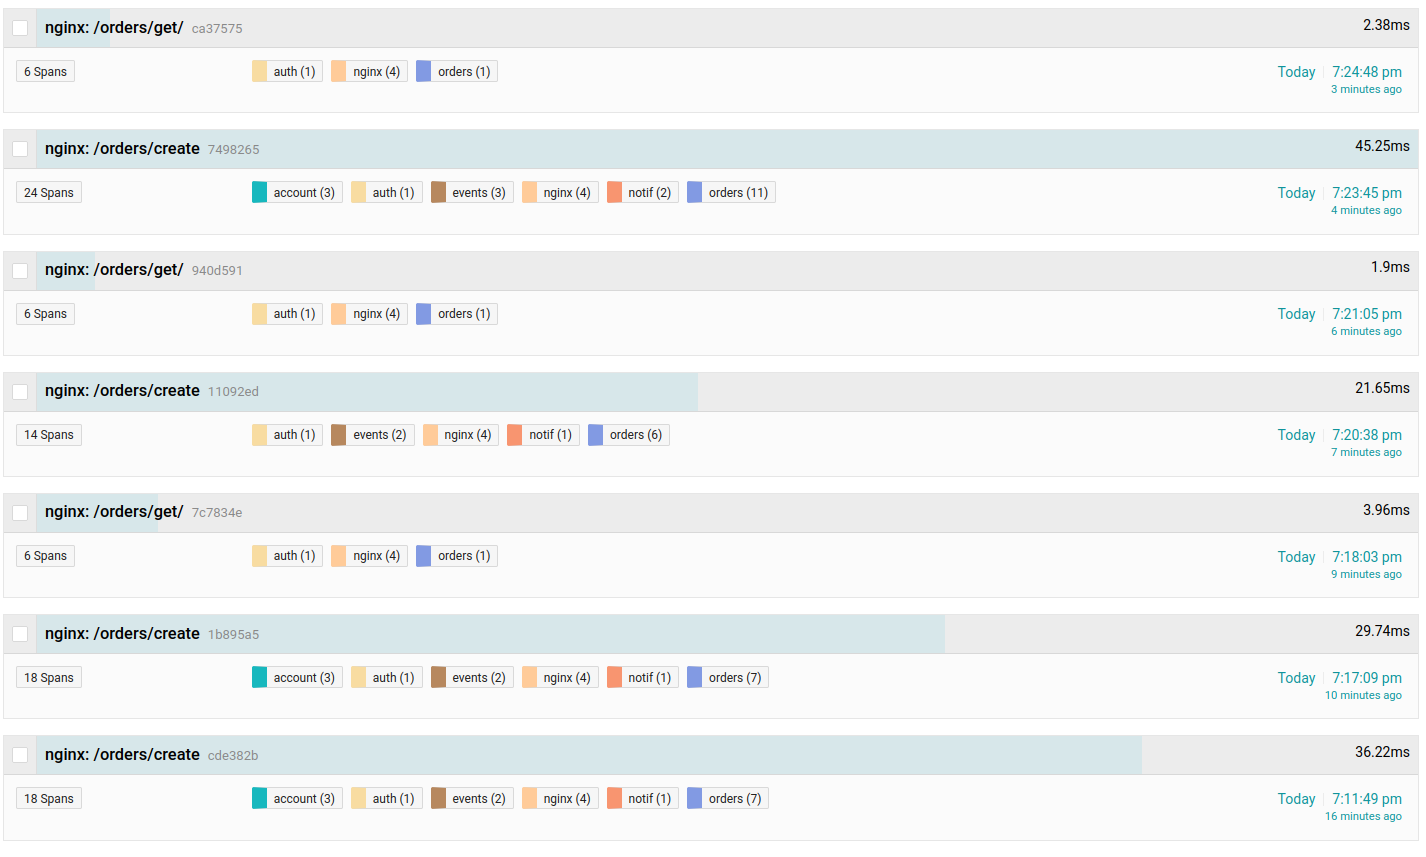 nginx: /orders/get/ ca37575 2.38ms
6 Spans auth (1) nginx (4) orders (1) Today 7:24:48 pm
3 minutes ago
nginx: /orders/create 7498265 45.25ms
24 Spans account (3) auth (1) events (3) nginx (4) notif (2) orders (11) Today 7:23:45 pm
4 minutes ago
nginx: /orders/get/ 940d591 1.9ms
6 Spans auth (1) nginx (4) orders (1) Today 7:21:05 pm
6 minutes ago
nginx: /orders/create 11092ed 21.65ms
14 Spans auth (1) events (2) nginx (4) notif (1) orders (6) Today 7:20:38 pm
7 minutes ago
nginx: /orders/get/ 7c7834e 3.96ms
6 Spans auth (1) nginx (4) orders (1) Today 7:18:03 pm
9 minutes ago
nginx: /orders/create 1b895a5 29.74ms
18 Spans account (3) auth (1) events (2) nginx (4) notif (1) orders (7) Today 7:17:09 pm
10 minutes ago
nginx: /orders/create cde382b 36.22ms
18 Spans account (3) auth (1) events (2) nginx (4) notif (1) orders (7) Today 7:11:49 pm
16 minutes ago